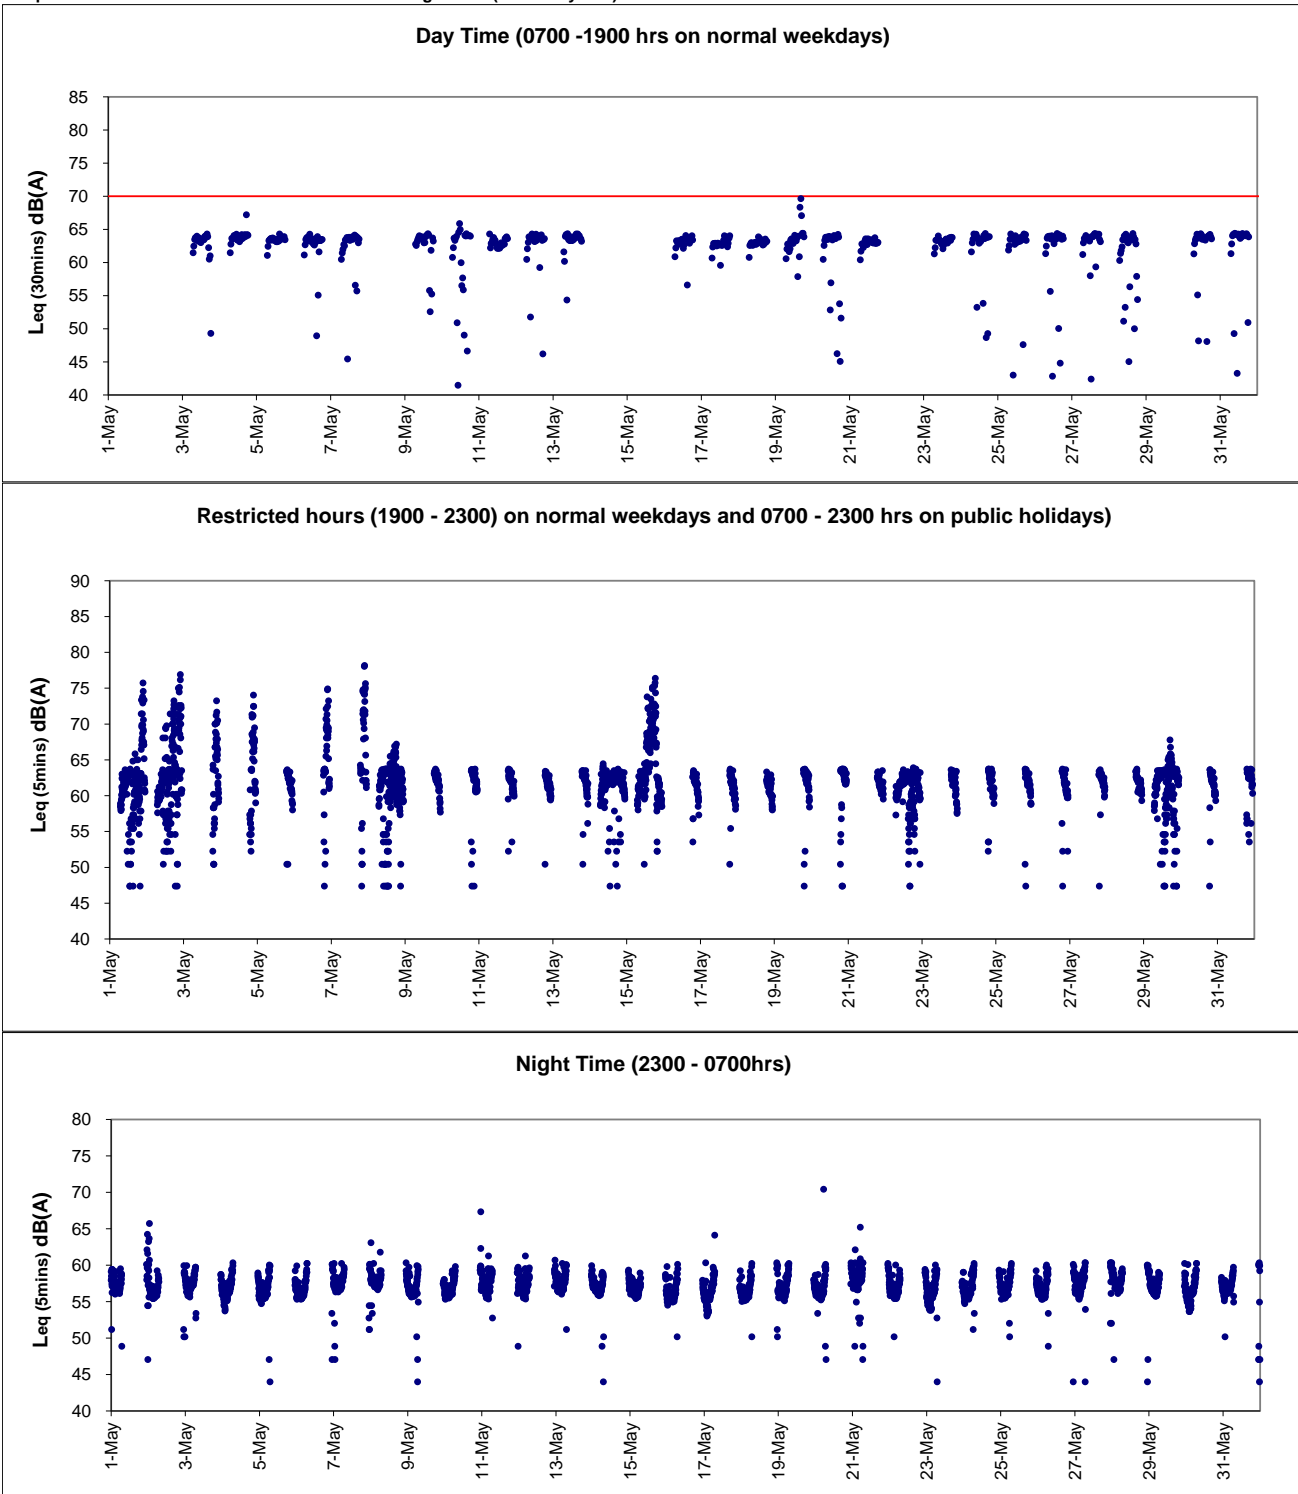 Day Time (0700 -1900 hrs on normal weekdays)
85
80
75
70
65
60
55
50
45
40
Leq (30mins) dB(A)
1-May
3-May
5-May
7-May
9-May
11-May
13-May
15-May
17-May
19-May
21-May
23-May
25-May
27-May
29-May
31-May
Restricted hours (1900 - 2300) on normal weekdays and 0700 - 2300 hrs on public holidays)
90
85
80
75
70
65
60
55
50
45
40
Leq (5mins) dB(A)
1-May
3-May
5-May
7-May
9-May
11-May
13-May
15-May
17-May
19-May
21-May
23-May
25-May
27-May
29-May
31-May
Night Time (2300 - 0700hrs)
80
75
70
65
60
55
50
45
40
Leq (5mins) dB(A)
1-May
3-May
5-May
7-May
9-May
11-May
13-May
15-May
17-May
19-May
21-May
23-May
25-May
27-May
29-May
31-May